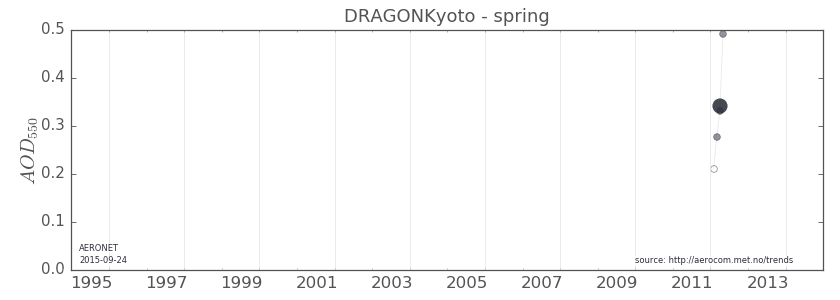 DRAGONKyoto - spring
0.5
0.4
0.3
0.2
0.1
0.0
AOD550
AERONET
2015-09-24
source: http://aerocom.met.no/trends
1995 1997 1999 2001 2003 2005 2007 2009 2011 2013